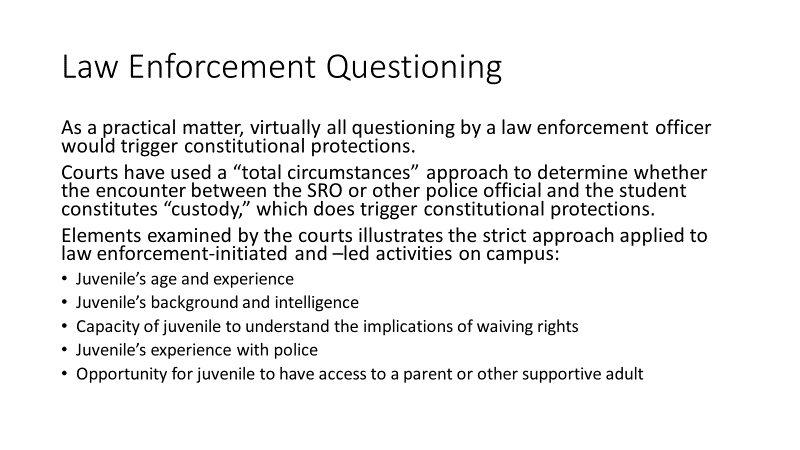 Law Enforcement Questioning
As a practical matter, virtually all questioning by a law enforcement officer
would trigger constitutional protections.
Courts have used a “total circumstances” approach to determine whether
the encounter between the SRO or other police official and the student
constitutes “custody,” which does trigger constitutional protections.
Elements examined by the courts illustrates the strict approach applied to
law enforcement-initiated and –led activities on campus:
• Juvenile’s age and experience
• Juvenile’s background and intelligence
• Capacity of juvenile to understand the implications of waiving rights
• Juvenile’s experience with police
• Opportunity for juvenile to have access to a parent or other supportive adult